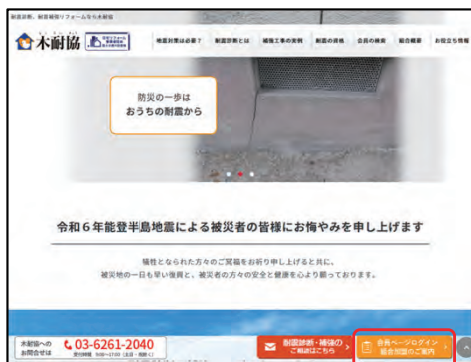 耐震診断、耐震補強リフォームなら木耐協
木耐協
地震対策は必要？ 耐震診断とは 補強工事の実例 耐震の資格 会員の検索 組合概要 お役立ち情報
防災の一歩は
おうちの耐震から
令和6年能登半島地震による被災者の皆様にお悔やみを申し上げます
犠牲となられた方々のご冥福をお祈り申し上げると共に、
被災地の一日も早い復興と、被災者の方々の安全と健康を心より願っております。
木耐協への
お問合せは
03-6261-2040
耐震診断・補強の
ご相談はこちら
会員ページログイン
組合加盟のご案内